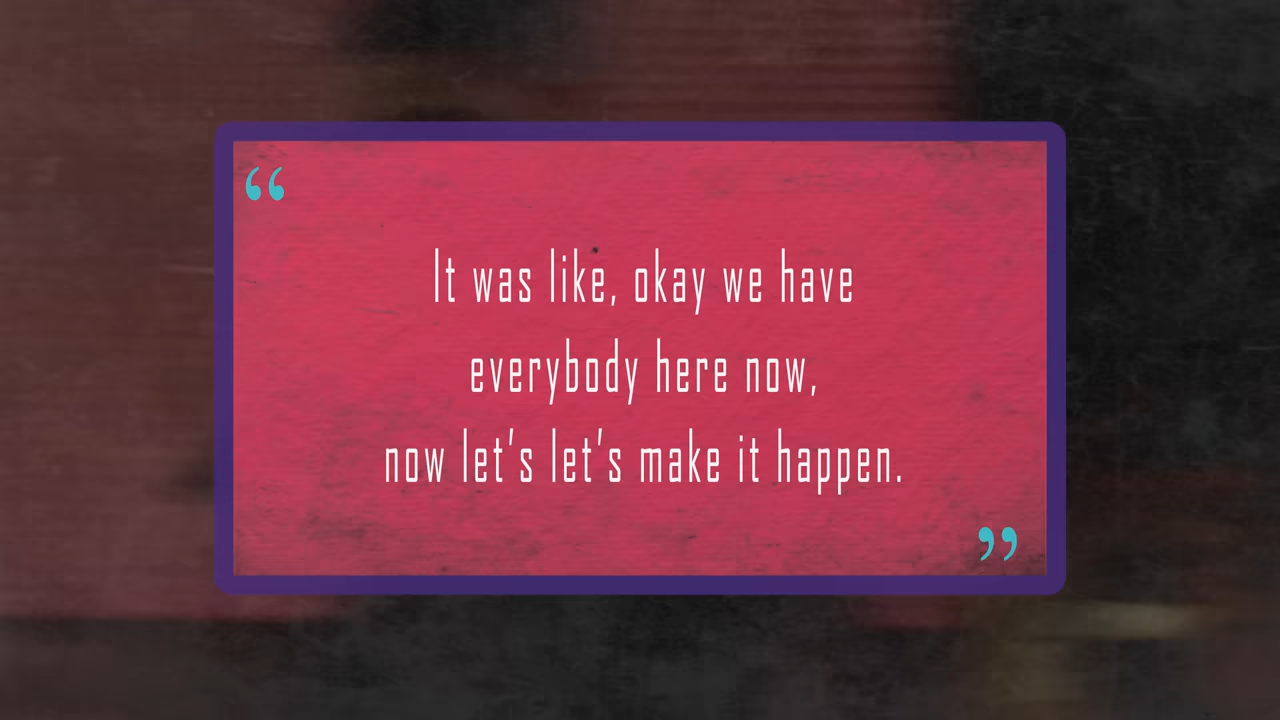 “
It was like, okay we have
everybody here now,
now let's let's make it happen.
”